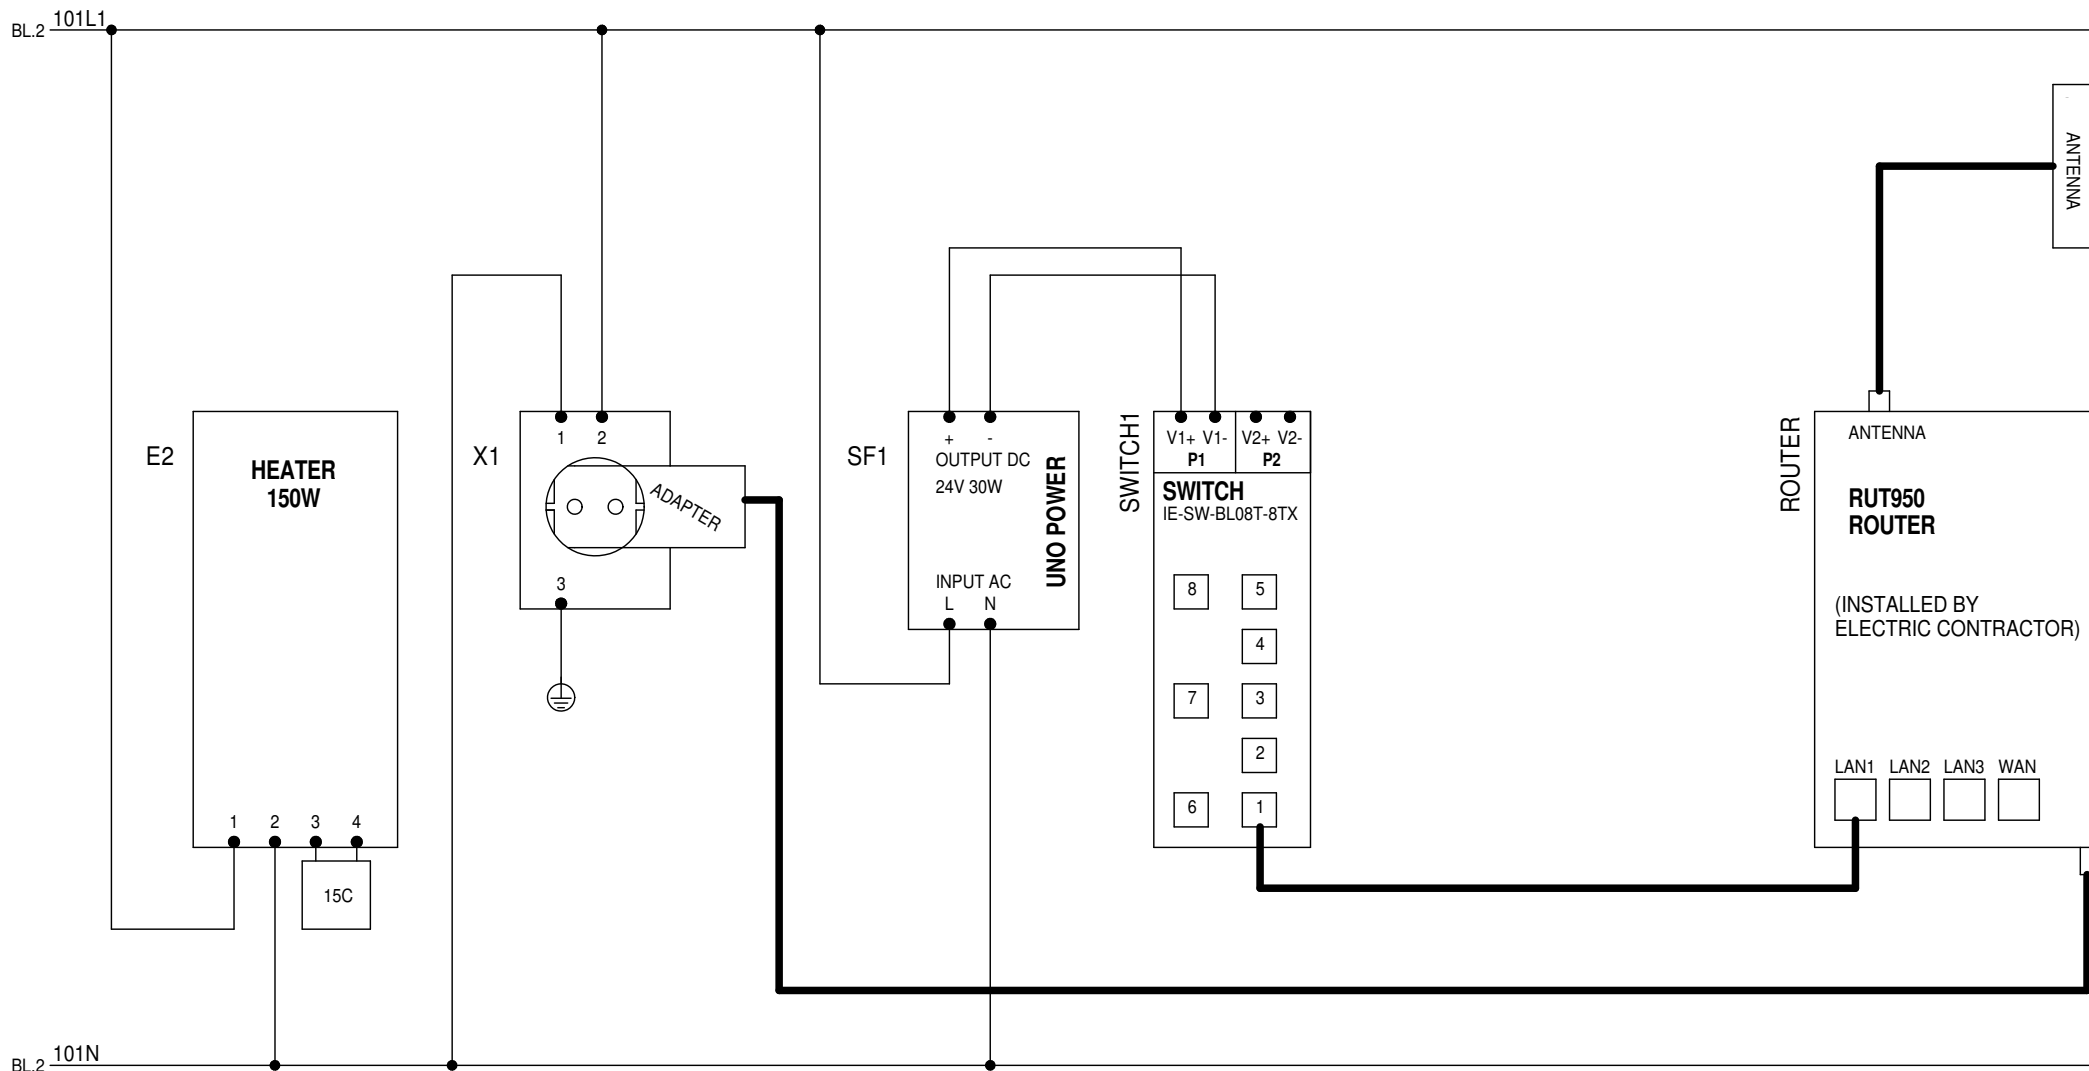 BL.2 101L1
ANTENNA
E2
HEATER
150W
1 2 3 4
15C
X1
1 2
ADAPTER
3
SF1
+ -
OUTPUT DC
24V 30W
UNO POWER
INPUT AC
L N
SWITCH1
V1+ V1- V2+ V2-
P1 P2
SWITCH
IE-SW-BL08T-8TX
8 5
4
7 3
2
6 1
ROUTER
ANTENNA
RUT950
ROUTER
(INSTALLED BY
ELECTRIC CONTRACTOR)
LAN1 LAN2 LAN3 WAN
BL.2 101N